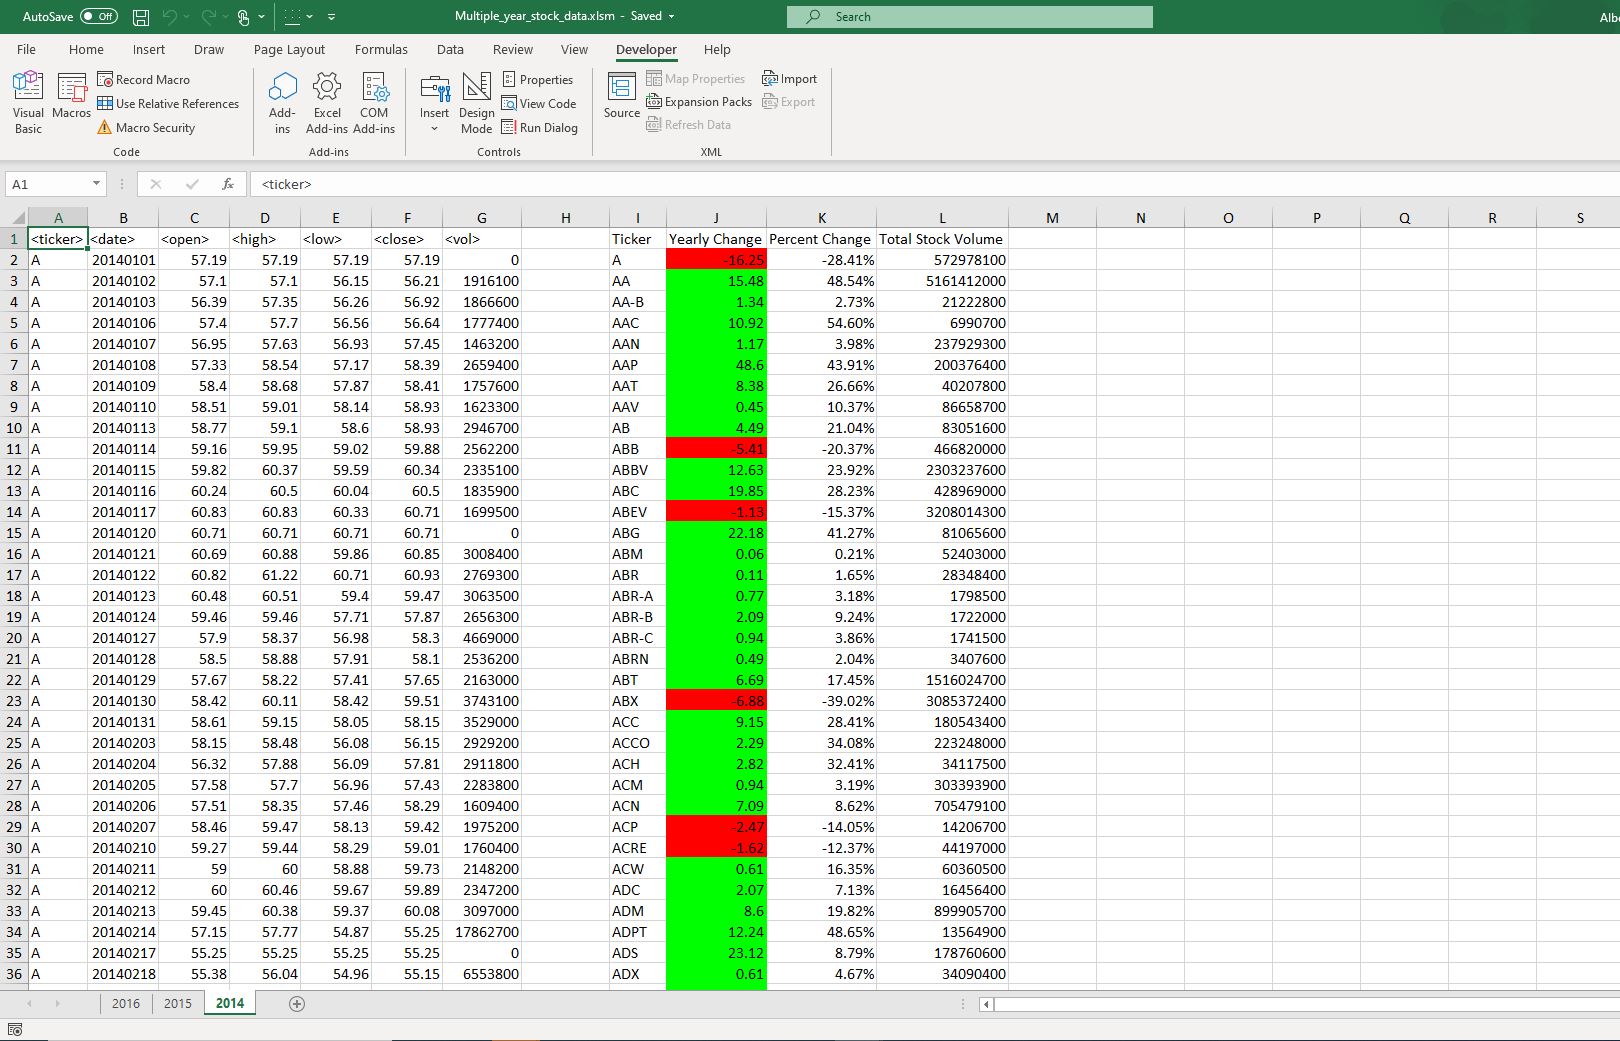 AutoSave Off Multiple_year_stock_data.xlsm - Saved Search Albe
File Home Insert Draw Page Layout Formulas Data Review View Developer Help
Visual Basic
Macros
Record Macro
Use Relative References
Macro Security
Code
Add-ins
Excel Add-ins
COM Add-ins
Add-ins
Insert
Design Mode
Properties
View Code
Run Dialog
Controls
Source
Map Properties
Expansion Packs
Refresh Data
Import
Export
XML
A1 fx <ticker>
A B C D E F G H I J K L M N O P Q R S
1 <ticker> <date> <open> <high> <low> <close> <vol> Ticker Yearly Change Percent Change Total Stock Volume
2 A 20140101 57.19 57.19 57.19 57.19 0 A -16.25 -28.41% 572978100
3 A 20140102 57.1 57.1 56.15 56.21 1916100 AA 15.48 48.54% 5161412000
4 A 20140103 56.39 57.35 56.26 56.92 1866600 AA-B 1.34 2.73% 21222800
5 A 20140106 57.4 57.7 56.56 56.64 1777400 AAC 10.92 54.60% 6990700
6 A 20140107 56.95 57.63 56.93 57.45 1463200 AAN 1.17 3.98% 237929300
7 A 20140108 57.33 58.54 57.17 58.39 2659400 AAP 48.6 43.91% 200376400
8 A 20140109 58.4 58.68 57.87 58.41 1757600 AAT 8.38 26.66% 40207800
9 A 20140110 58.51 59.01 58.14 58.93 1623300 AAV 0.45 10.37% 86658700
10 A 20140113 58.77 59.1 58.6 58.93 2946700 AB 4.49 21.04% 83051600
11 A 20140114 59.16 59.95 59.02 59.88 2562200 ABB -5.41 -20.37% 466820000
12 A 20140115 59.82 60.37 59.59 60.34 2335100 ABBV 12.63 23.92% 2303237600
13 A 20140116 60.24 60.5 60.04 60.5 1835900 ABC 19.85 28.23% 428969000
14 A 20140117 60.83 60.83 60.33 60.71 1699500 ABEV -1.13 -15.37% 3208014300
15 A 20140120 60.71 60.71 60.71 60.71 0 ABG 22.18 41.27% 81065600
16 A 20140121 60.69 60.88 59.86 60.85 3008400 ABM 0.06 0.21% 52403000
17 A 20140122 60.82 61.22 60.71 60.93 2769300 ABR 0.11 1.65% 28348400
18 A 20140123 60.48 60.51 59.4 59.47 3063500 ABR-A 0.77 3.18% 1798500
19 A 20140124 59.46 59.46 57.71 57.87 2656300 ABR-B 2.09 9.24% 1722000
20 A 20140127 57.9 58.37 56.98 58.3 4669000 ABR-C 0.94 3.86% 1741500
21 A 20140128 58.5 58.88 57.91 58.1 2536200 ABRN 0.49 2.04% 3407600
22 A 20140129 57.67 58.22 57.41 57.65 2163000 ABT 6.69 17.45% 1516024700
23 A 20140130 58.42 60.11 58.42 59.51 3743100 ABX -6.88 -39.02% 3085372400
24 A 20140131 58.61 59.15 58.05 58.15 3529000 ACC 9.15 28.41% 180543400
25 A 20140203 58.15 58.48 56.08 56.15 2929200 ACCO 2.29 34.08% 223248000
26 A 20140204 56.32 57.88 56.09 57.81 2911800 ACH 2.82 32.41% 34117500
27 A 20140205 57.58 57.7 56.96 57.43 2283800 ACM 0.94 3.19% 303393900
28 A 20140206 57.51 58.35 57.46 58.29 1609400 ACN 7.09 8.62% 705479100
29 A 20140207 58.46 59.47 58.13 59.42 1975200 ACP -2.47 -14.05% 14206700
30 A 20140210 59.27 59.44 58.29 59.01 1760400 ACRE -1.62 -12.37% 44197000
31 A 20140211 59 60 58.88 59.73 2148200 ACW 0.61 16.35% 60360500
32 A 20140212 60 60.46 59.67 59.89 2347200 ADC 2.07 7.13% 16456400
33 A 20140213 59.45 60.38 59.37 60.08 3097000 ADM 8.6 19.82% 899905700
34 A 20140214 57.15 57.77 54.87 55.25 17862700 ADPT 12.24 48.65% 13564900
35 A 20140217 55.25 55.25 55.25 55.25 0 ADS 23.12 8.79% 178760600
36 A 20140218 55.38 56.04 54.96 55.15 6553800 ADX 0.61 4.67% 34090400
2016 2015 2014